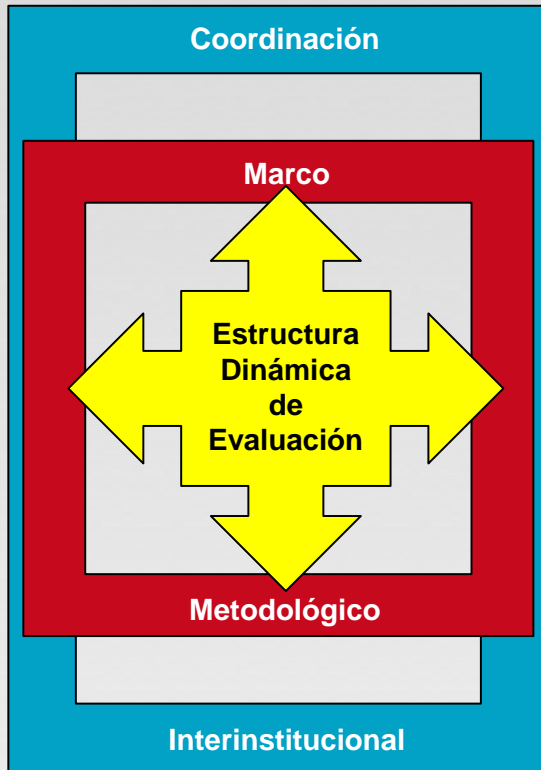 Coordinación
Marco
Estructura
Dinámica
de
Evaluación
Metodológico
Interinstitucional